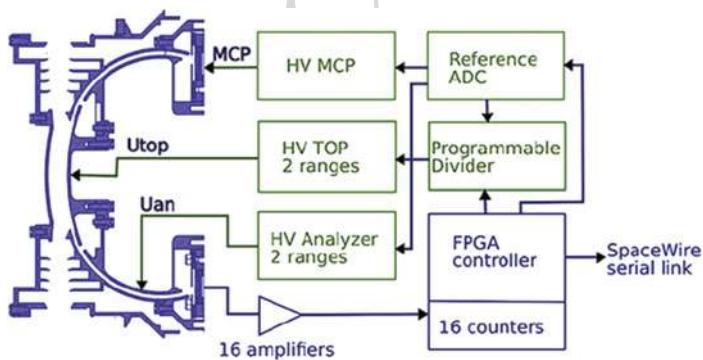 MCP
HV MCP
Reference
ADC
Utop
HV TOP
2 ranges
Programmable
Divider
Uan
HV Analyzer
2 ranges
FPGA
controller
SpaceWire
serial link
16 counters
16 amplifiers